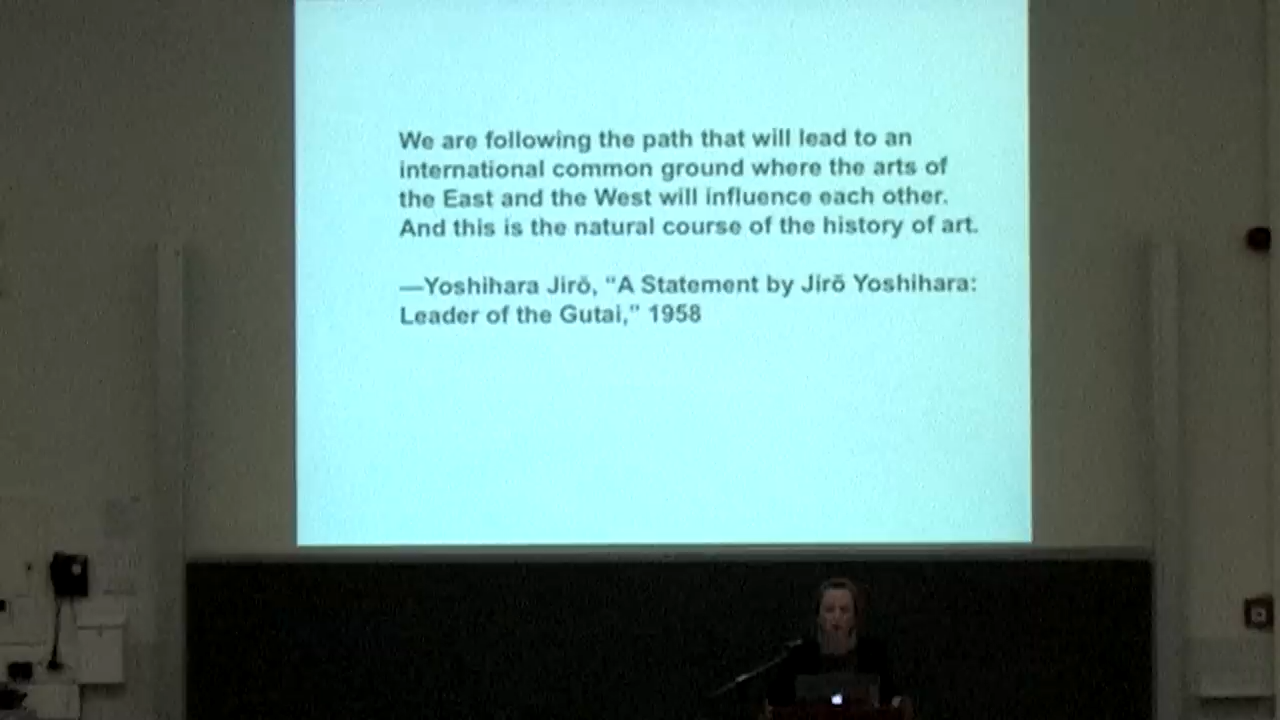 We are following the path that will lead to an
international common ground where the arts of
the East and the West will influence each other.
And this is the natural course of the history of art.
—Yoshihara Jirō, “A Statement by Jirō Yoshihara:
Leader of the Gutai,” 1958